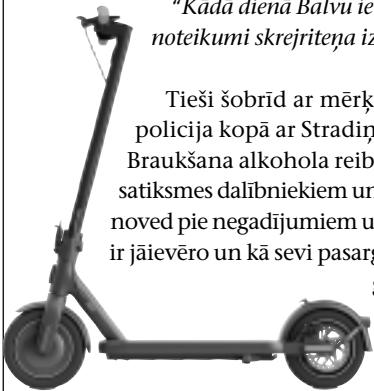 "Kādā dienā Balvu ie
noteikumi skrejriteņa iz
Tieši šobrīd ar mērķ
policija kopā ar Stradiņ
Braukšana alkohola reib
satiksmes dalībniekiem un
noved pie negadījumiem u
ir jāievēro un kā sevi pasarg